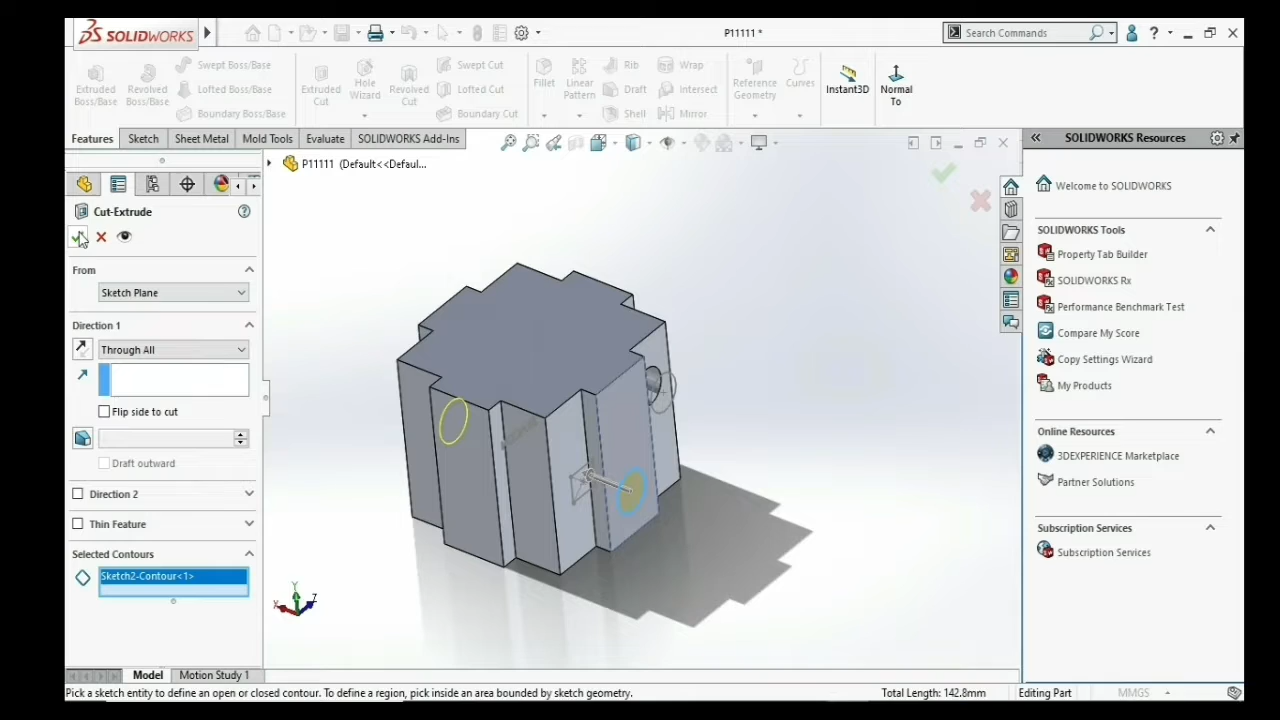 SOLIDWORKS
P11111 *
Search Commands
Extruded Boss/Base
Revolved Boss/Base
Swept Boss/Base
Lofted Boss/Base
Boundary Boss/Base
Extruded Cut
Hole Wizard
Revolved Cut
Swept Cut
Lofted Cut
Boundary Cut
Fillet
Linear Pattern
Rib
Draft
Shell
Wrap
Intersect
Mirror
Reference Geometry
Curves
Instant3D
Normal To
Features
Sketch
Sheet Metal
Mold Tools
Evaluate
SOLIDWORKS Add-Ins
P11111 (Default<<Defaul...
Cut-Extrude
From
Sketch Plane
Direction 1
Through All
Flip side to cut
Draft outward
Direction 2
Thin Feature
Selected Contours
Sketch2-Contour<1>
X
Y
Z
SOLIDWORKS Resources
Welcome to SOLIDWORKS
SOLIDWORKS Tools
Property Tab Builder
SOLIDWORKS Rx
Performance Benchmark Test
Compare My Score
Copy Settings Wizard
My Products
Online Resources
3DEXPERIENCE Marketplace
Partner Solutions
Subscription Services
Subscription Services
Model
Motion Study 1
Pick a sketch entity to define an open or closed contour. To define a region, pick inside an area bounded by sketch geometry.
Total Length: 142.8mm
Editing Part
MMGS